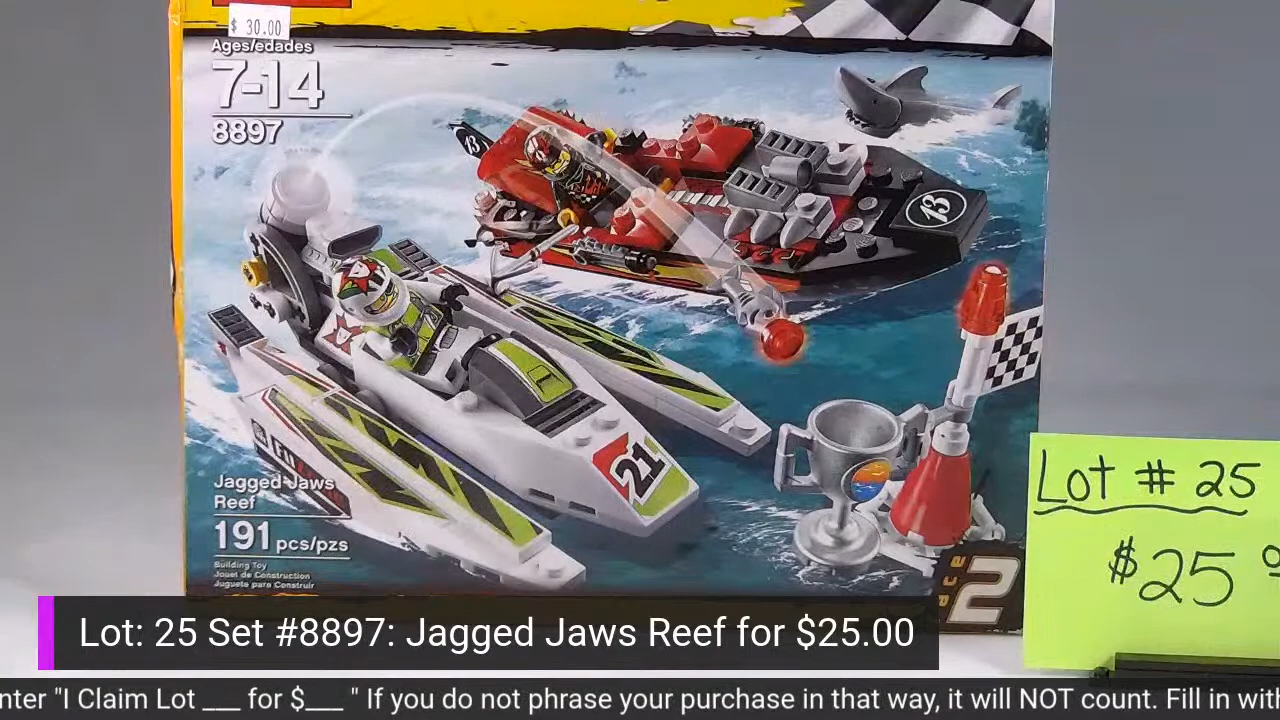 $ 30.00
Ages/edades
7-14
8897
13
13
21
Jagged Jaws
Reef
191 pcs/pzs
Building Toy
Jouet de Construction
Juguete para Construir
2
Lot # 25
$25
Lot: 25 Set #8897: Jagged Jaws Reef for $25.00
nter "I Claim Lot ___ for $___ " If you do not phrase your purchase in that way, it will NOT count. Fill in with